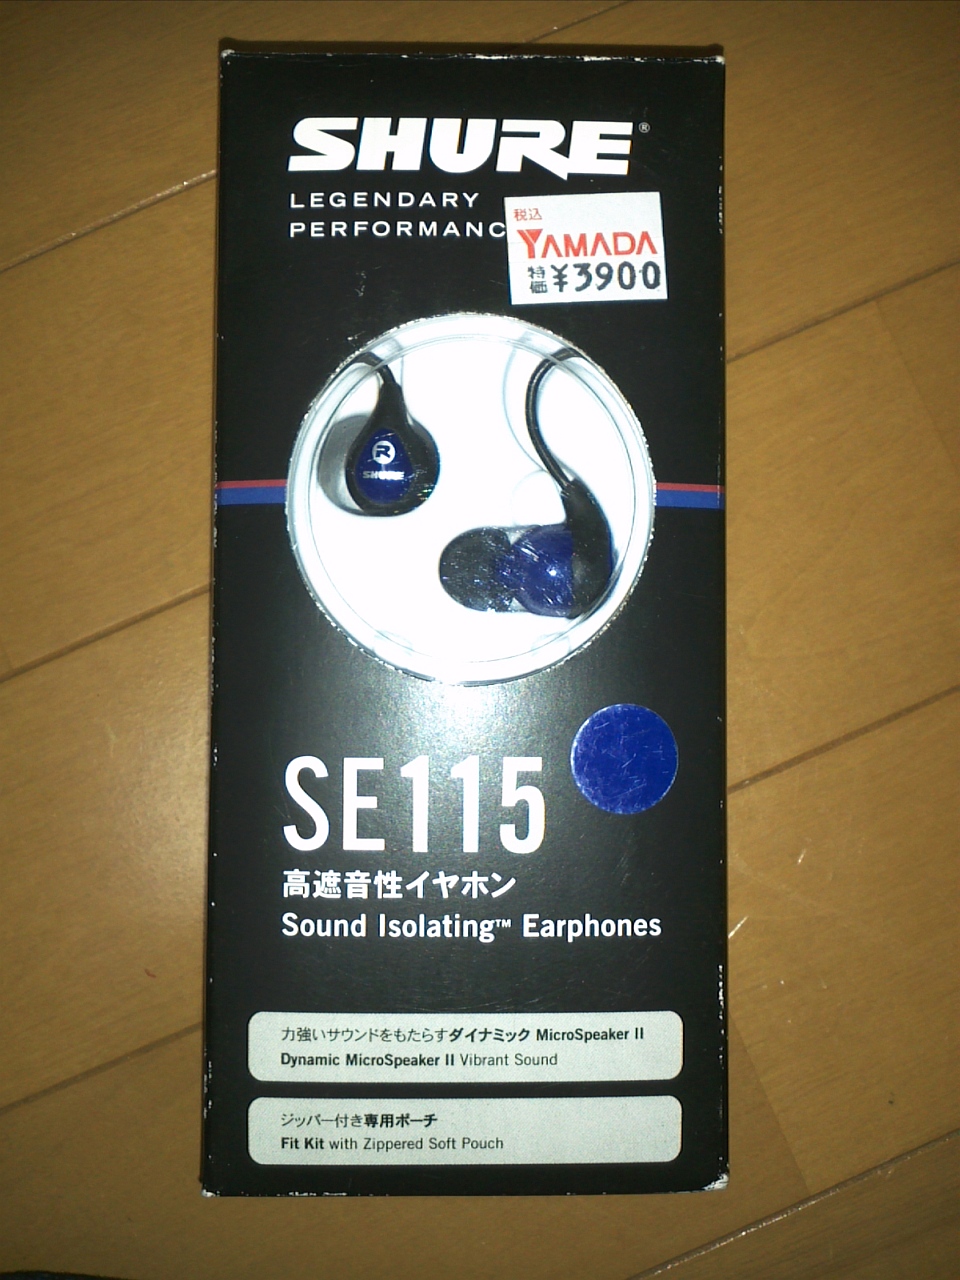 SHURE®
LEGENDARY
PERFORMANC
税込
YAMADA
特価 ¥3900
R
SHURE
SE115
高遮音性イヤホン
Sound Isolating™ Earphones
力強いサウンドをもたらすダイナミック MicroSpeaker II
Dynamic MicroSpeaker II Vibrant Sound
ジッパー付き専用ポーチ
Fit Kit with Zippered Soft Pouch